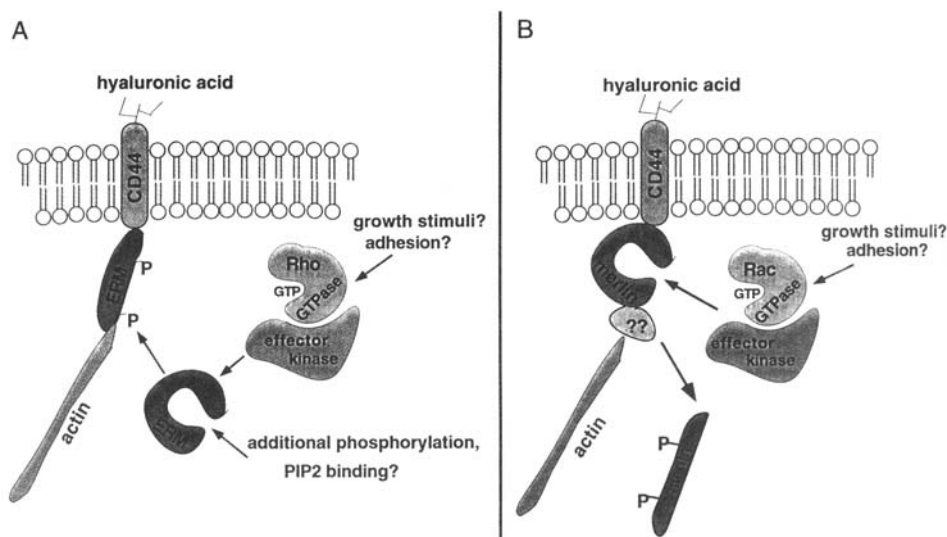 A
hyaluronic acid
CD44
ERM
P
P
actin
growth stimuli?
adhesion?
Rho
GTP
GTPase
effector
kinase
ERM
additional phosphorylation,
PIP2 binding?
B
hyaluronic acid
CD44
merlin
??
actin
growth stimuli?
adhesion?
Rac
GTP
GTPase
effector
kinase
P
P